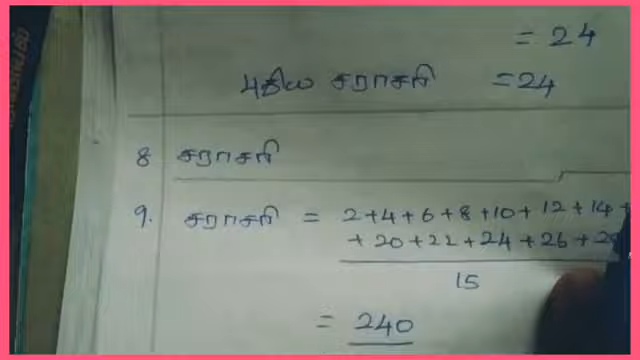 = 24
புதிய சராசரி = 24
8 சராசரி
9. சராசரி = 2+4+6+8+10+12+14+
+20+22+24+26+
15
= 240